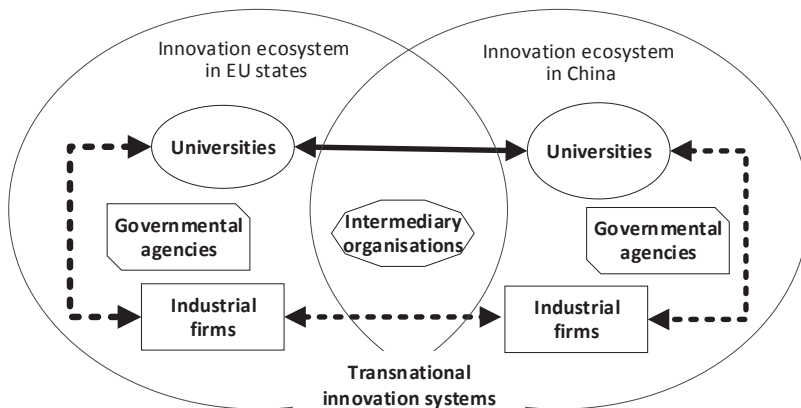 Innovation ecosystem
in EU states
Innovation ecosystem
in China
Universities
Universities
Governmental
agencies
Intermediary
organisations
Governmental
agencies
Industrial
firms
Industrial
firms
Transnational
innovation systems